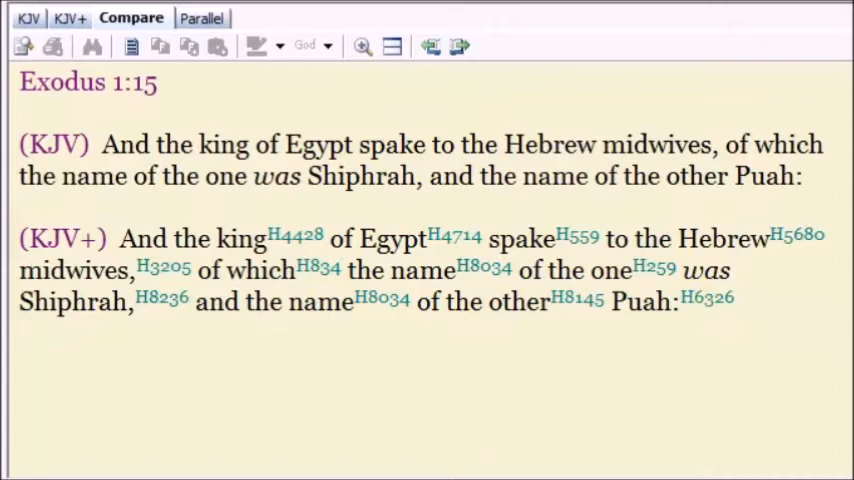 KJV KJV+ Compare Parallel
God
Exodus 1:15
(KJV) And the king of Egypt spake to the Hebrew midwives, of which
the name of the one was Shiphrah, and the name of the other Puah:
(KJV+) And the kingH4428 of EgyptH4714 spakeH559 to the HebrewH5680
midwives,H3205 of whichH834 the nameH8034 of the oneH259 was
Shiphrah,H8236 and the nameH8034 of the otherH8145 Puah:H6326